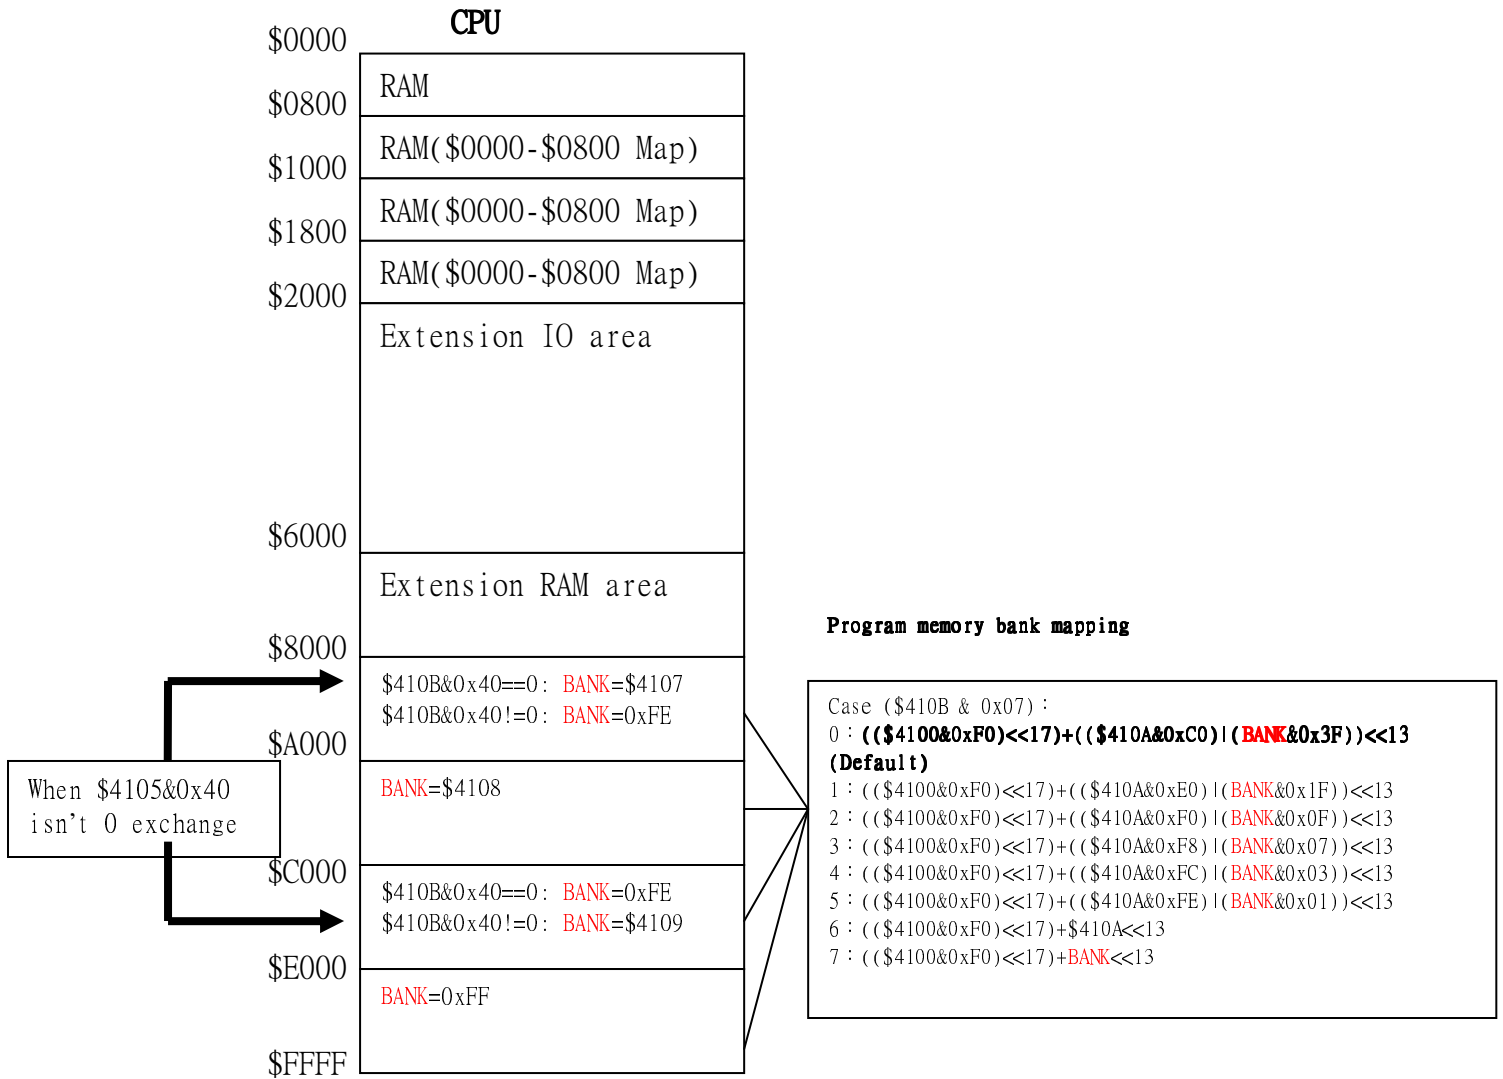 CPU
$0000
RAM
$0800
RAM($0000-$0800 Map)
$1000
RAM($0000-$0800 Map)
$1800
RAM($0000-$0800 Map)
$2000
Extension IO area
$6000
Extension RAM area
$8000
$410B&0x40==0: BANK=$4107
$410B&0x40!=0: BANK=0xFE
$A000
BANK=$4108
$C000
$410B&0x40==0: BANK=0xFE
$410B&0x40!=0: BANK=$4109
$E000
BANK=0xFF
$FFFF
When $4105&0x40
isn't 0 exchange
Program memory bank mapping
Case ($410B & 0x07):
0:(($4100&0xF0)<<17)+(($410A&0xC0)|(BANK&0x3F))<<13
(Default)
1:(($4100&0xF0)<<17)+(($410A&0xE0)|(BANK&0x1F))<<13
2:(($4100&0xF0)<<17)+(($410A&0xF0)|(BANK&0x0F))<<13
3:(($4100&0xF0)<<17)+(($410A&0xF8)|(BANK&0x07))<<13
4:(($4100&0xF0)<<17)+(($410A&0xFC)|(BANK&0x03))<<13
5:(($4100&0xF0)<<17)+(($410A&0xFE)|(BANK&0x01))<<13
6:(($4100&0xF0)<<17)+$410A<<13
7:(($4100&0xF0)<<17)+BANK<<13